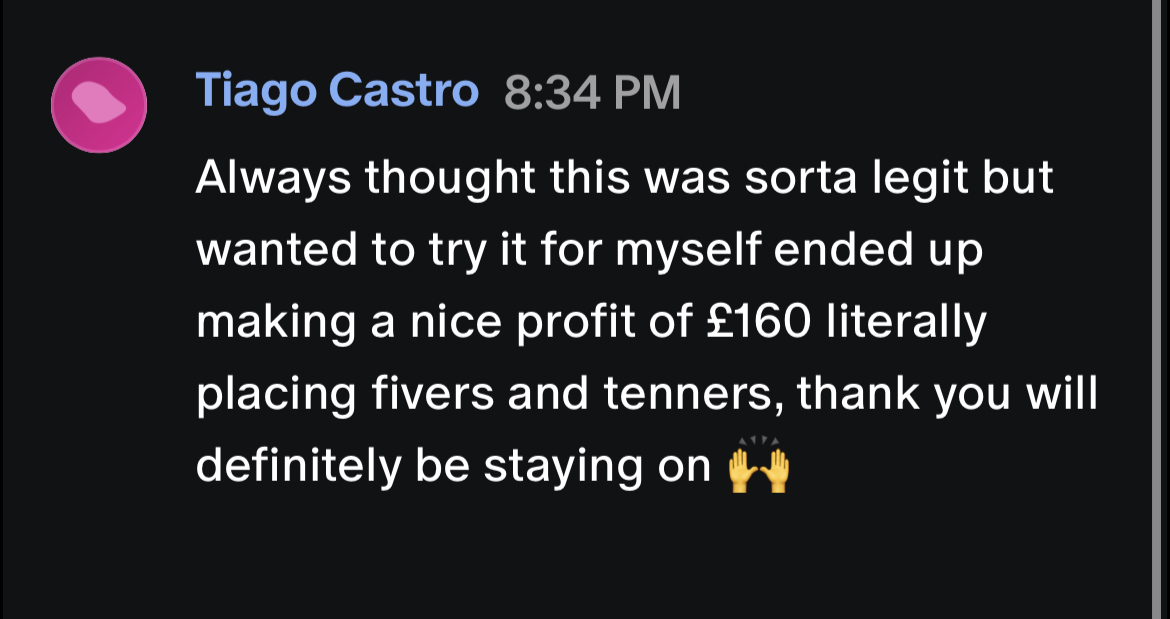 Tiago Castro 8:34 PM
Always thought this was sorta legit but
wanted to try it for myself ended up
making a nice profit of £160 literally
placing fivers and tenners, thank you will
definitely be staying on 🙌